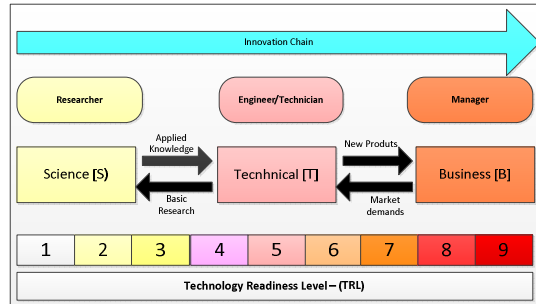 Innovation Chain
Researcher
Engineer/Technician
Manager
Applied
Knowledge
New Produts
Science [S)
Tecnhnical [T]
Business [B]
Basic
Research
Market
demands
1 2 3 4 5 6 7 8 9
Technology Readiness Level – (TRL)